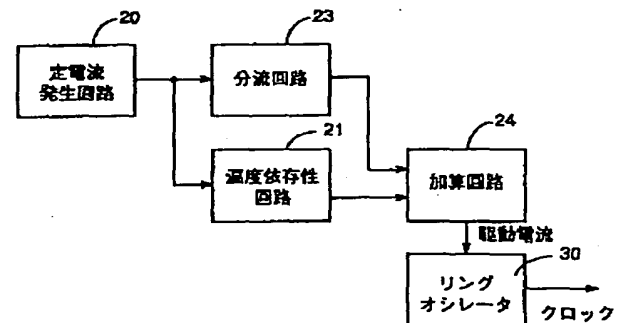 20
定電流
発生回路
23
分流回路
21
温度依存性
回路
24
加算回路
駆動電流
30
リング
オシレータ
クロック